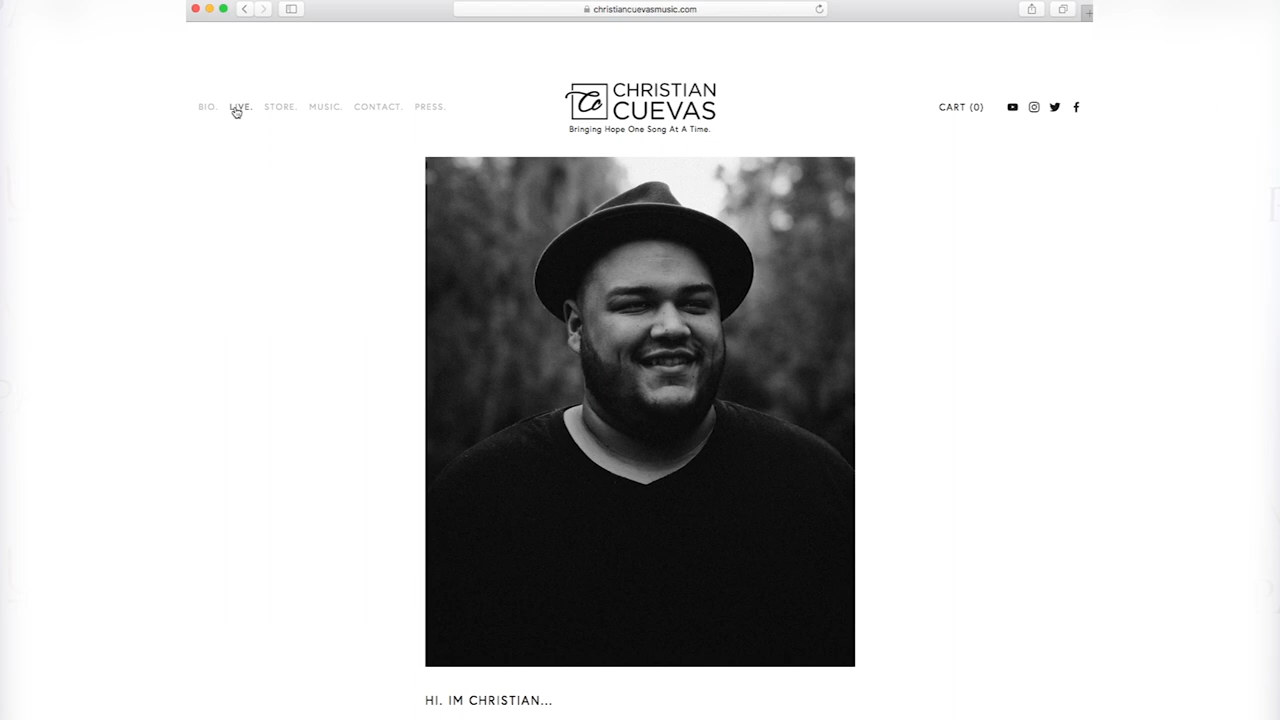 christiancuevasmusic.com
BIO. LIVE. STORE. MUSIC. CONTACT. PRESS.
CHRISTIAN
CUEVAS
Bringing Hope One Song At A Time.
CART (0)
HI. IM CHRISTIAN...